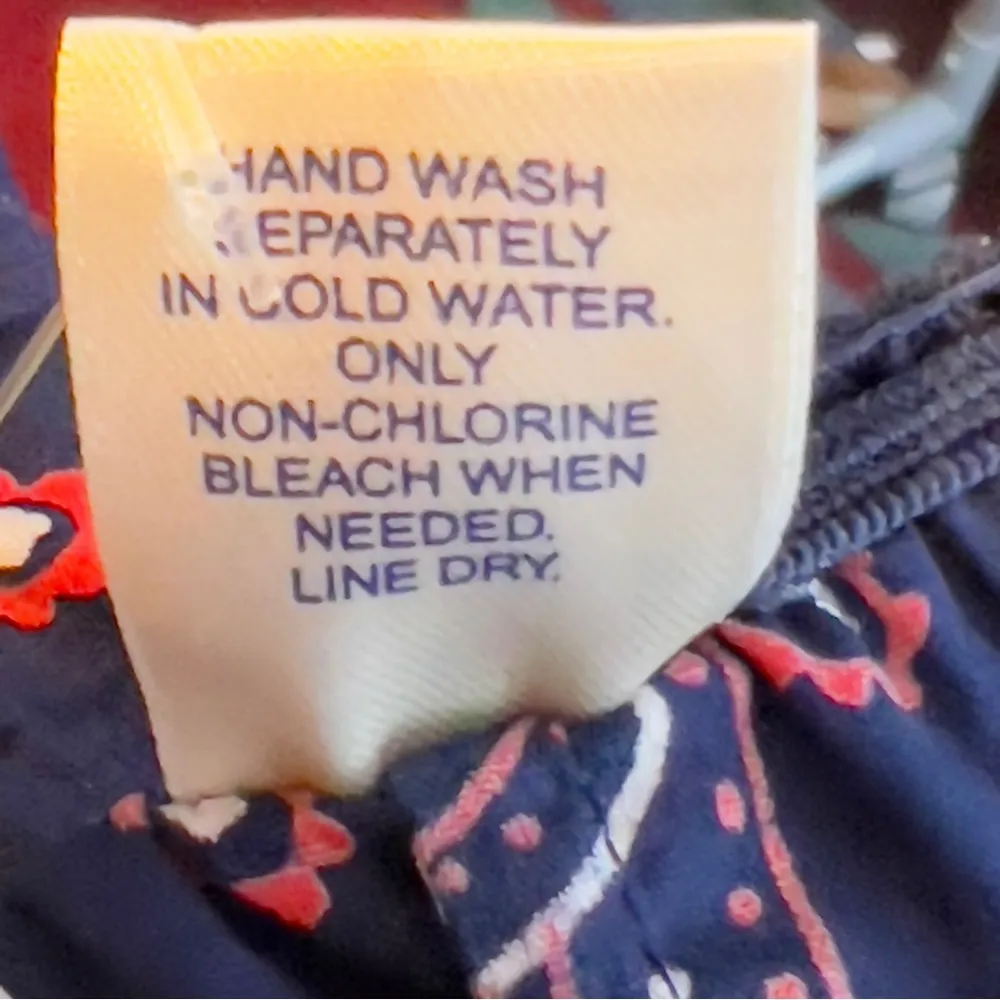 HAND WASH
SEPARATELY
IN COLD WATER.
ONLY
NON-CHLORINE
BLEACH WHEN
NEEDED.
LINE DRY.